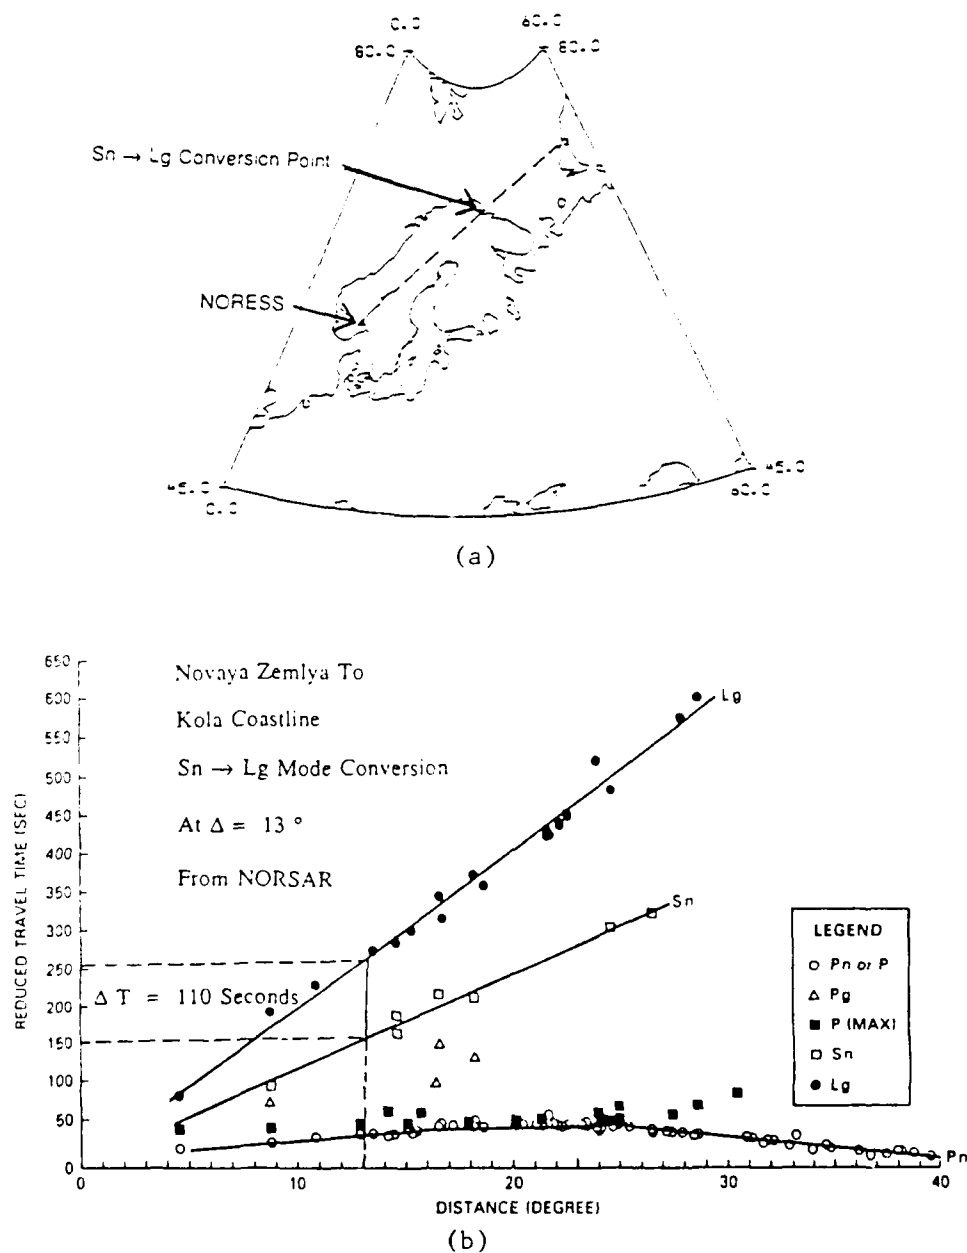 0.0 60.0
80.0 80.0
Sn → Lg Conversion Point
NORESS
45.0 45.0
0.0 60.0
(a)
650
600
550
500
450
400
350
300
250
200
150
100
50
0
REDUCED TRAVEL TIME (SEC)
Novaya Zemlya To
Kola Coastline
Sn → Lg Mode Conversion
At Δ = 13 °
From NORSAR
Δ T = 110 Seconds
Lg
Sn
Pn
LEGEND
○ Pn or P
△ Pg
■ P (MAX)
□ Sn
● Lg
0 10 20 30 40
DISTANCE (DEGREE)
(b)